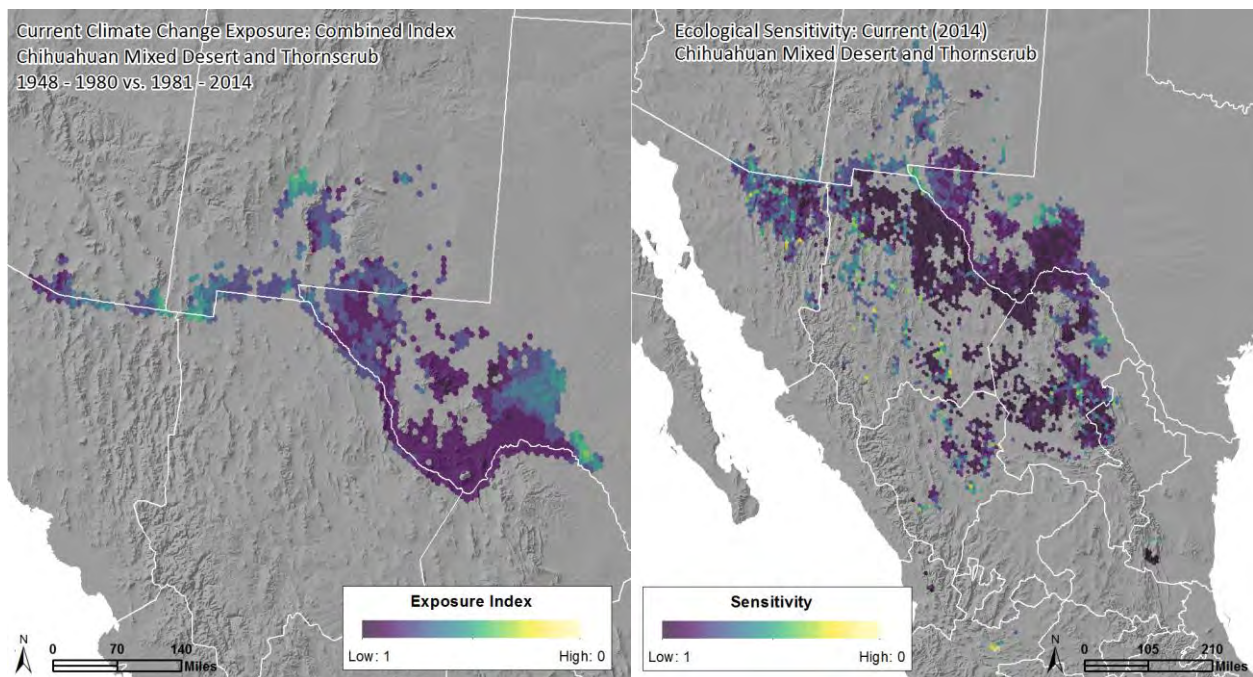 Current Climate Change Exposure: Combined Index
Chihuahuan Mixed Desert and Thornscrub
1948 - 1980 vs. 1981 - 2014
Exposure Index
Low: 1 High: 0
N
0 70 140
Miles
Ecological Sensitivity: Current (2014)
Chihuahuan Mixed Desert and Thornscrub
Sensitivity
Low: 1 High: 0
N
0 105 210
Miles